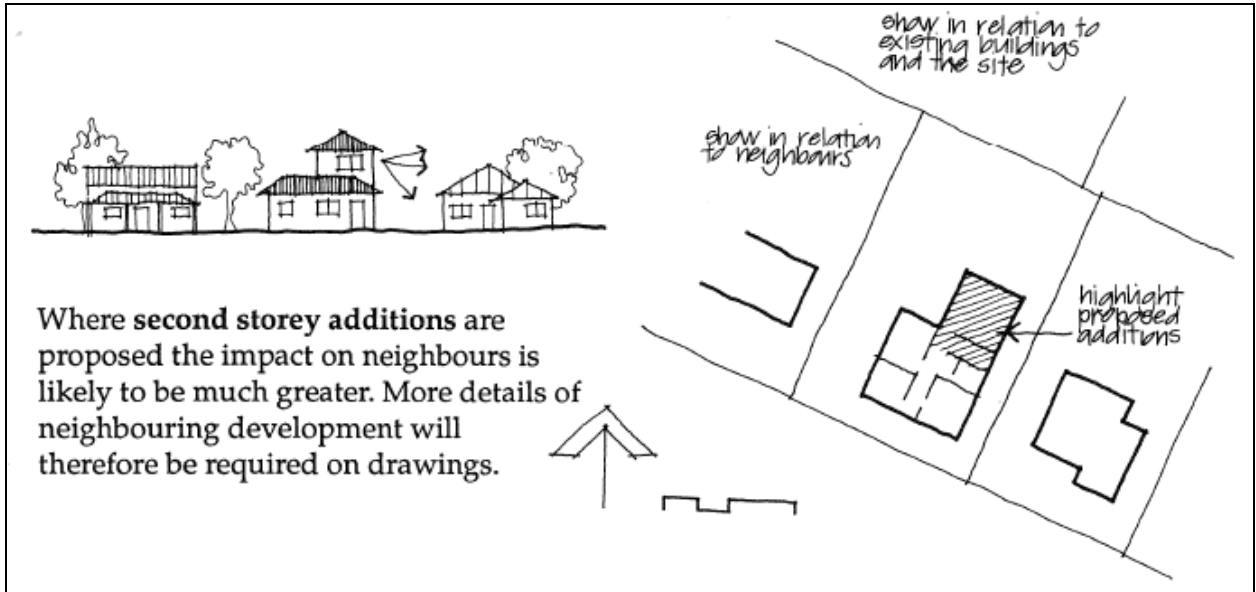 show in relation to
existing buildings
and the site
show in relation
to neighbours
highlight
proposed
additions
Where second storey additions are
proposed the impact on neighbours is
likely to be much greater. More details of
neighbouring development will
therefore be required on drawings.